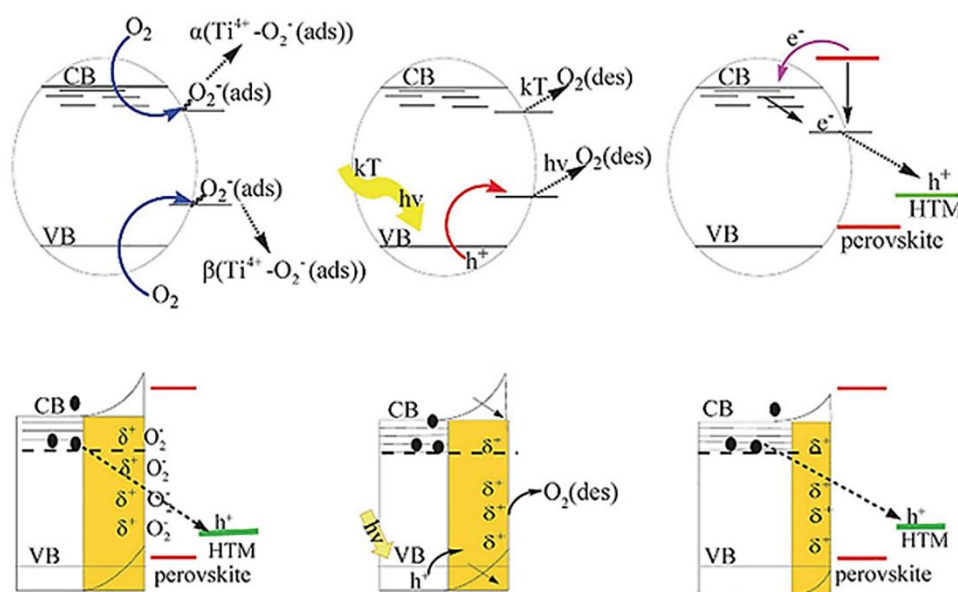 O₂
α(Ti⁴⁺-O₂⁻(ads))
CB
O₂⁻(ads)
O₂⁻(ads)
VB
β(Ti⁴⁺-O₂⁻(ads))
O₂
CB
kT
O₂(des)
kT
hν
hν
O₂(des)
VB
h⁺
e⁻
CB
e⁻
h⁺
HTM
VB
perovskite
CB
δ⁺ O₂⁻
δ⁺ O₂⁻
δ⁺ O₂⁻
δ⁺ O₂⁻
h⁺
HTM
VB
perovskite
CB
δ⁺
δ⁺
δ⁺
δ⁺
O₂(des)
hν
VB
h⁺
CB
δ⁺
δ⁺
δ⁺
δ⁺
h⁺
HTM
VB
perovskite